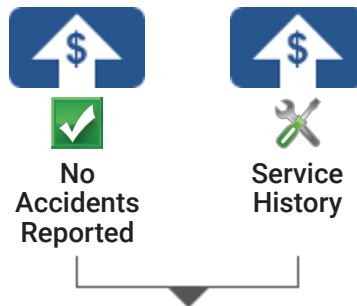 $
$
No
Accidents
Reported
Service
History